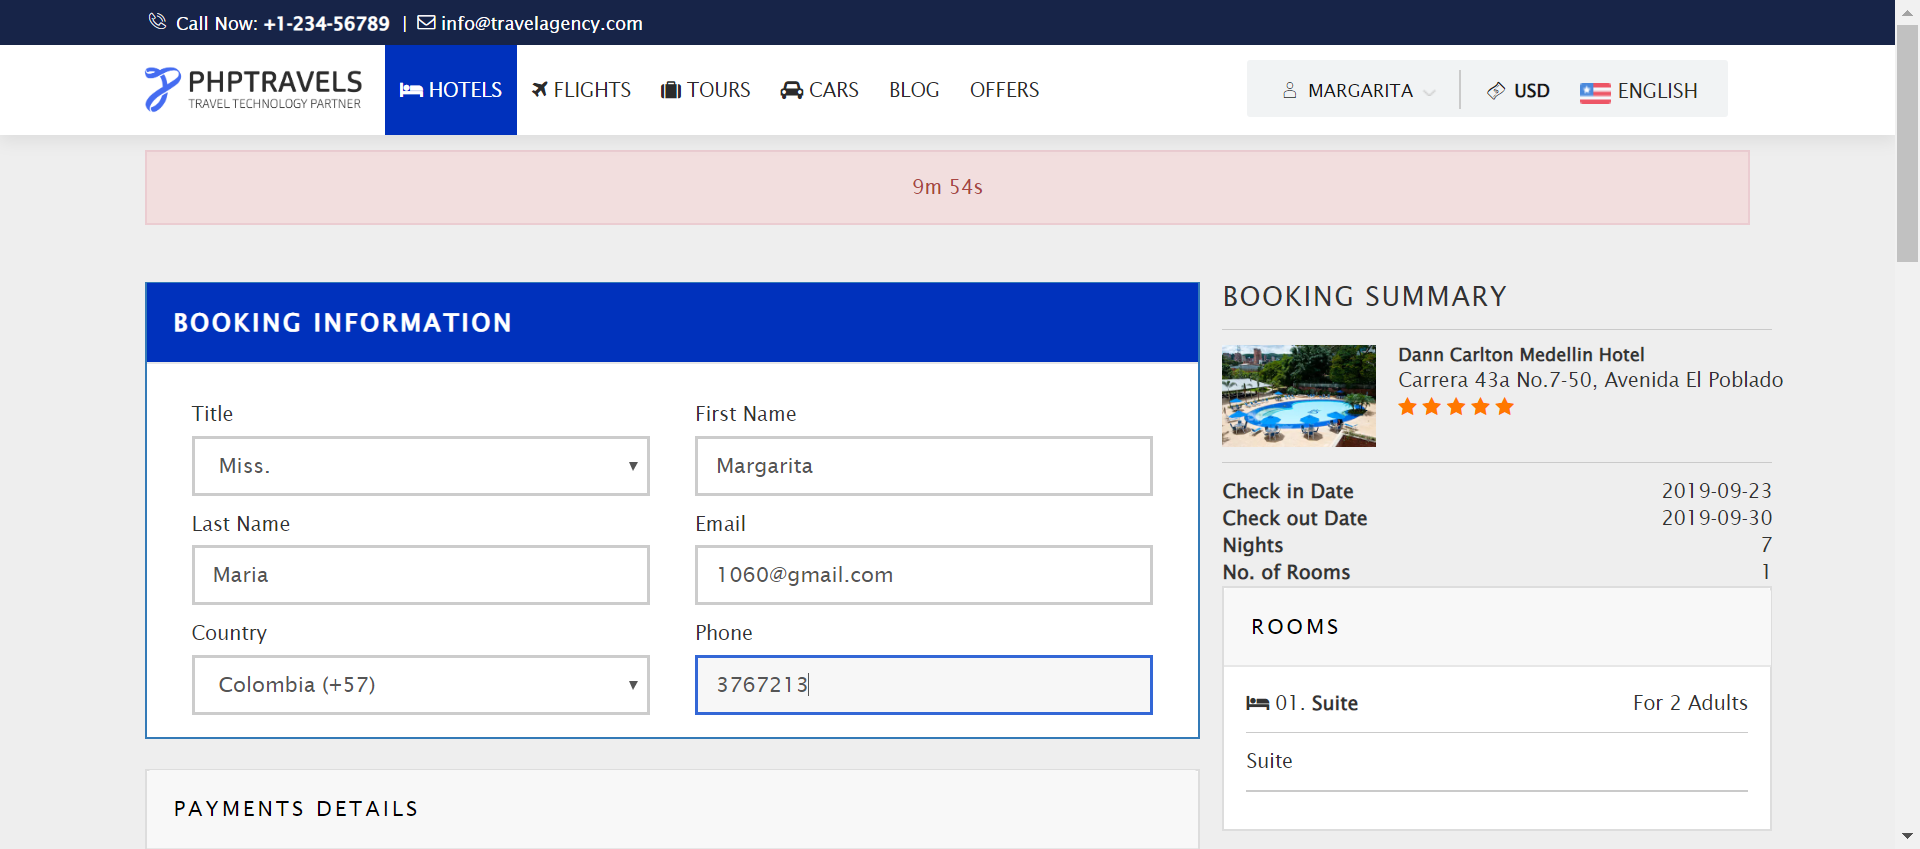 Call Now: +1-234-56789 | info@travelagency.com
PHPTRAVELS
TRAVEL TECHNOLOGY PARTNER
HOTELS FLIGHTS TOURS CARS BLOG OFFERS
MARGARITA USD ENGLISH
9m 54s
BOOKING INFORMATION
Title
Miss.
First Name
Margarita
Last Name
Maria
Email
1060@gmail.com
Country
Colombia (+57)
Phone
3767213
PAYMENTS DETAILS
BOOKING SUMMARY
Dann Carlton Medellin Hotel
Carrera 43a No.7-50, Avenida El Poblado
Check in Date 2019-09-23
Check out Date 2019-09-30
Nights 7
No. of Rooms 1
ROOMS
01. Suite For 2 Adults
Suite